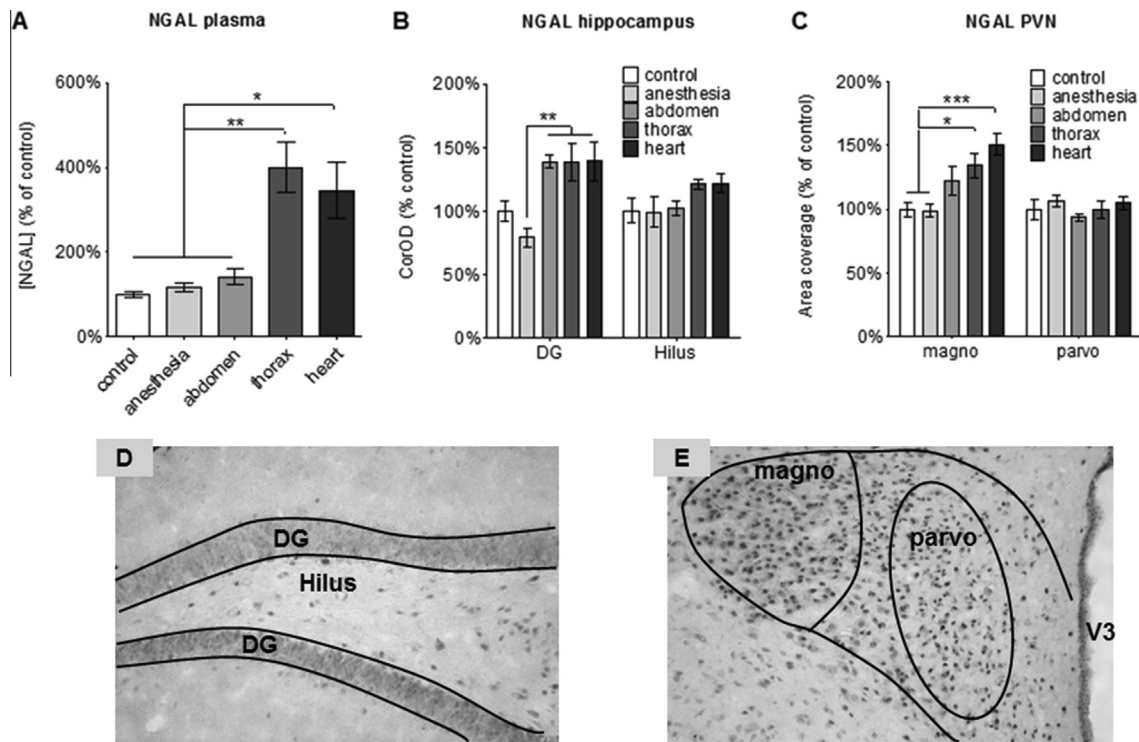 A
NGAL plasma
[NGAL] (% of control)
600%
400%
200%
0%
*
**
control
anesthesia
abdomen
thorax
heart
B
NGAL hippocampus
CorOD (% control)
200%
150%
100%
50%
0%
control
anesthesia
abdomen
thorax
heart
**
DG
Hilus
C
NGAL PVN
Area coverage (% of control)
200%
150%
100%
50%
0%
control
anesthesia
abdomen
thorax
heart
***
*
magno
parvo
D
DG
Hilus
DG
E
magno
parvo
V3